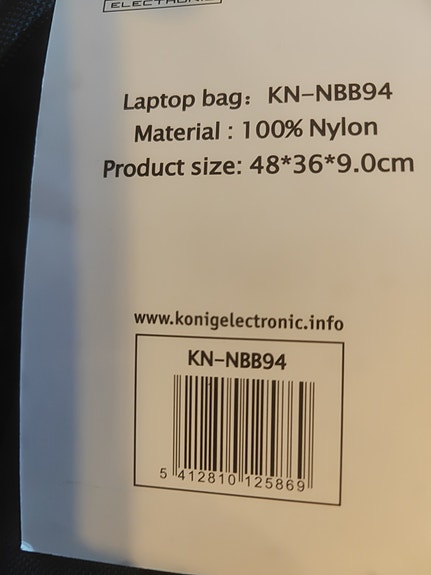 ELECTRONIC
Laptop bag: KN-NBB94
Material : 100% Nylon
Product size: 48*36*9.0cm
www.konigelectronic.info
KN-NBB94
5 412810 125869